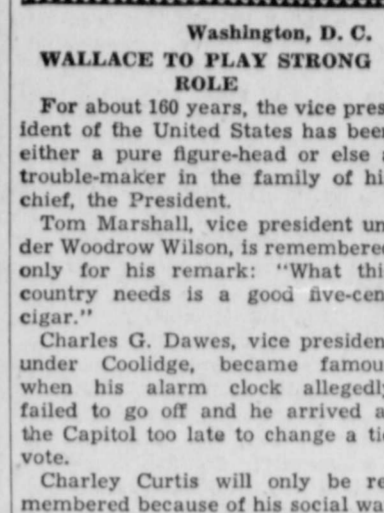 Washington, D. C.
WALLACE TO PLAY STRONG
ROLE
For about 160 years, the vice pres
ident of the United States has been
either a pure figure-head or else
trouble-maker in the family of hi
chief, the President.
Tom Marshall, vice president un
der Woodrow Wilson, is remembered
only for his remark: "What thi
country needs is a good five-cen
cigar."
Charles G. Dawes, vice presiden
under Coolidge, became famou
when his alarm clock allegedly
failed to go off and he arrived a
the Capitol too late to change a ti
vote.
Charley Curtis will only be re
membered because of his social wa